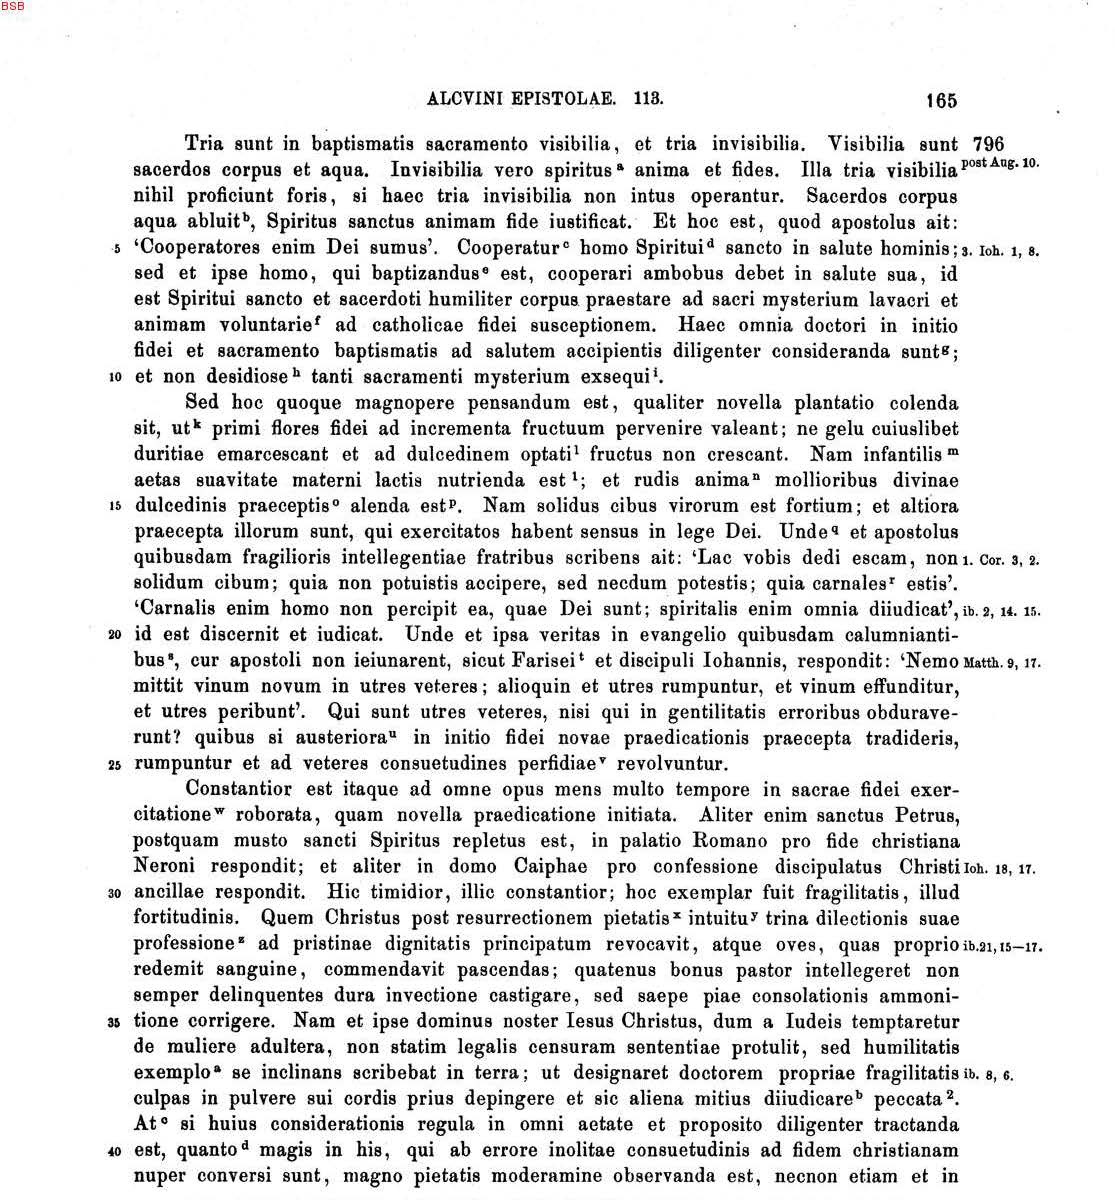 BSB
ALCVINI EPISTOLAE. 113. 165
Tria sunt in baptismatis sacramento visibilia, et tria invisibilia. Visibilia sunt 796
sacerdos corpus et aqua. Invisibilia vero spiritus a anima et fides. Illa tria visibilia post Aug. 10.
nihil proficiunt foris, si haec tria invisibilia non intus operantur. Sacerdos corpus
aqua abluit b, Spiritus sanctus animam fide iustificat. Et hoc est, quod apostolus ait:
5 ‘Cooperatores enim Dei sumus’. Cooperatur c homo Spiritui d sancto in salute hominis; 3. Ioh. 1, 8.
sed et ipse homo, qui baptizandus e est, cooperari ambobus debet in salute sua, id
est Spiritui sancto et sacerdoti humiliter corpus praestare ad sacri mysterium lavacri et
animam voluntarie f ad catholicae fidei susceptionem. Haec omnia doctori in initio
fidei et sacramento baptismatis ad salutem accipientis diligenter consideranda sunt g;
10 et non desidiose h tanti sacramenti mysterium exsequi i.
Sed hoc quoque magnopere pensandum est, qualiter novella plantatio colenda
sit, ut k primi flores fidei ad incrementa fructuum pervenire valeant; ne gelu cuiuslibet
duritiae emarcescant et ad dulcedinem optati l fructus non crescant. Nam infantilis m
aetas suavitate materni lactis nutrienda est 1; et rudis anima n mollioribus divinae
15 dulcedinis praeceptis o alenda est p. Nam solidus cibus virorum est fortium; et altiora
praecepta illorum sunt, qui exercitatos habent sensus in lege Dei. Unde q et apostolus
quibusdam fragilioris intellegentiae fratribus scribens ait: ‘Lac vobis dedi escam, non 1. Cor. 3, 2.
solidum cibum; quia non potuistis accipere, sed necdum potestis; quia carnales r estis’.
‘Carnalis enim homo non percipit ea, quae Dei sunt; spiritalis enim omnia diiudicat’, ib. 2, 14. 15.
20 id est discernit et iudicat. Unde et ipsa veritas in evangelio quibusdam calumnianti-
bus s, cur apostoli non ieiunarent, sicut Farisei t et discipuli Iohannis, respondit: ‘Nemo Matth. 9, 17.
mittit vinum novum in utres veteres; alioquin et utres rumpuntur, et vinum effunditur,
et utres peribunt’. Qui sunt utres veteres, nisi qui in gentilitatis erroribus obdurave-
runt? quibus si austeriora u in initio fidei novae praedicationis praecepta tradideris,
25 rumpuntur et ad veteres consuetudines perfidiae v revolvuntur.
Constantior est itaque ad omne opus mens multo tempore in sacrae fidei exer-
citatione w roborata, quam novella praedicatione initiata. Aliter enim sanctus Petrus,
postquam musto sancti Spiritus repletus est, in palatio Romano pro fide christiana
Neroni respondit; et aliter in domo Caiphae pro confessione discipulatus Christi Ioh. 18, 17.
30 ancillae respondit. Hic timidior, illic constantior; hoc exemplar fuit fragilitatis, illud
fortitudinis. Quem Christus post resurrectionem pietatis x intuitu y trina dilectionis suae
professione z ad pristinae dignitatis principatum revocavit, atque oves, quas proprio ib. 21, 15—17.
redemit sanguine, commendavit pascendas; quatenus bonus pastor intellegeret non
semper delinquentes dura invectione castigare, sed saepe piae consolationis ammoni-
35 tione corrigere. Nam et ipse dominus noster Iesus Christus, dum a Iudeis temptaretur
de muliere adultera, non statim legalis censuram sententiae protulit, sed humilitatis
exemplo a se inclinans scribebat in terra; ut designaret doctorem propriae fragilitatis ib. 8, 6.
culpas in pulvere sui cordis prius depingere et sic aliena mitius diiudicare b peccata 2.
At c si huius considerationis regula in omni aetate et proposito diligenter tractanda
40 est, quanto d magis in his, qui ab errore inolitae consuetudinis ad fidem christianam
nuper conversi sunt, magno pietatis moderamine observanda est, necnon etiam et in